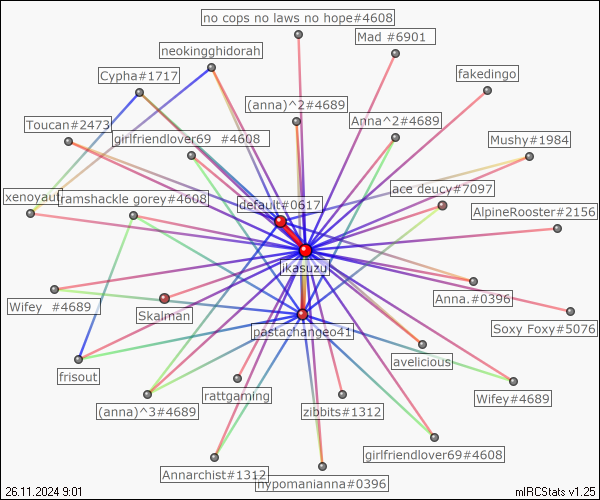 no cops no laws no hope#4608
Mad #6901
neokingghidorah
fakedingo
Cypha#1717
(anna)^2#4689
Anna^2#4689
Toucan#2473
girlfriendlover69 #4608
Mushy#1984
ace deucy#7097
xenoyaut
ramshackle gorey#4608
default#0617
AlpineRooster#2156
ikasuzu
Anna.#0396
Wifey #4689
Skalman
Soxy Foxy#5076
pastachange041
avelicious
frisout
rattgaming
Wifey#4689
(anna)^3#4689
zibbits#1312
girlfriendlover69#4608
Annarchist#1312
hypomanianna#0396
26.11.2024 9:01
mIRCStats v1.25